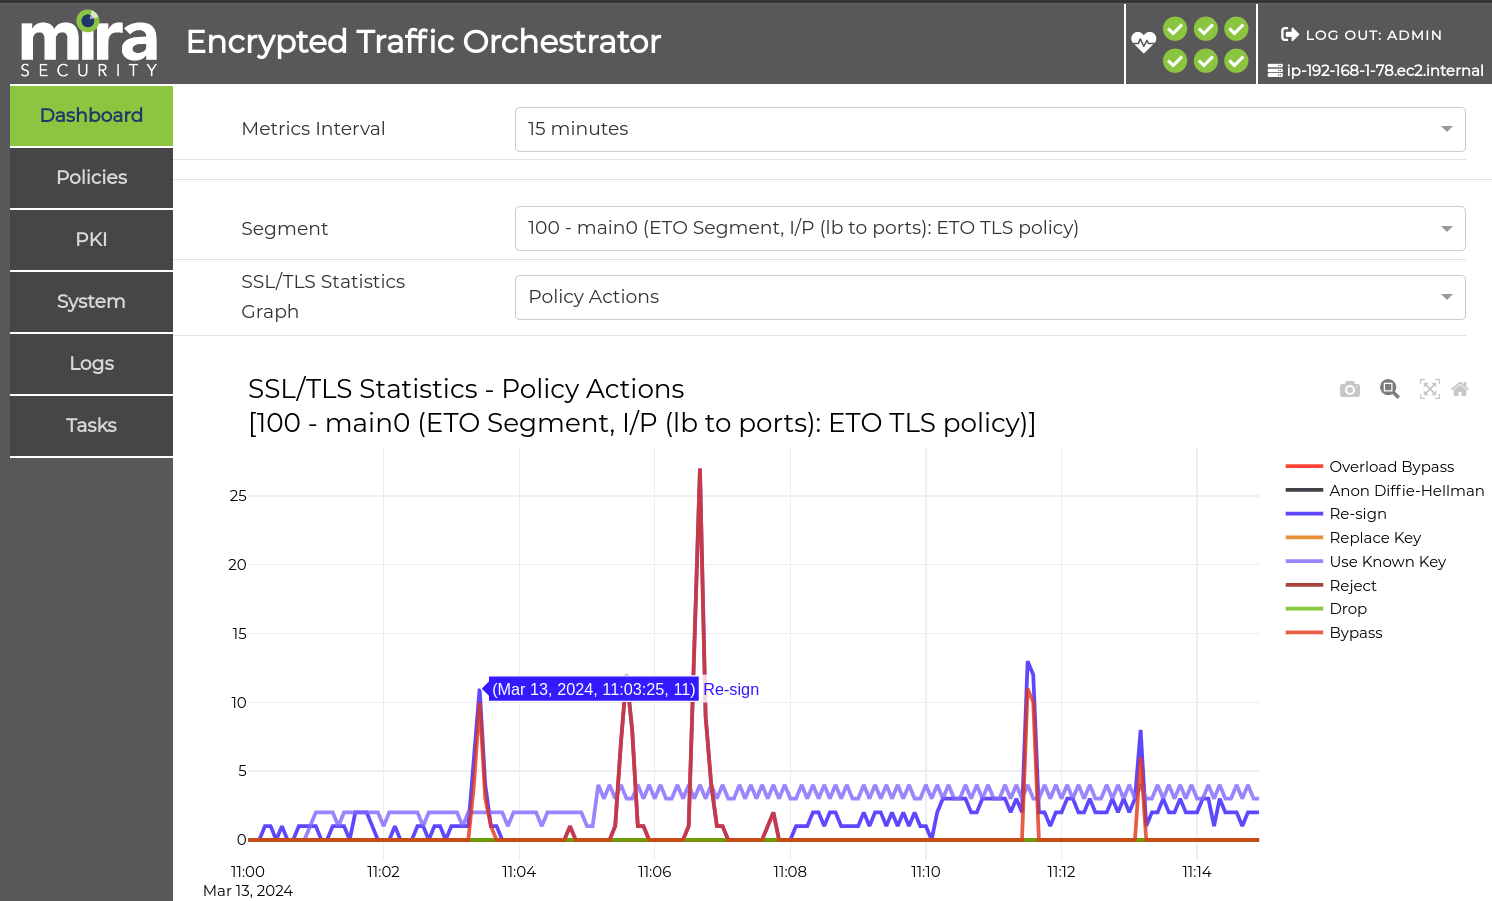 mira
SECURITY
Encrypted Traffic Orchestrator
LOG OUT: ADMIN
ip-192-168-1-78.ec2.internal
Dashboard
Policies
PKI
System
Logs
Tasks
Metrics Interval
15 minutes
Segment
100 - main0 (ETO Segment, I/P (lb to ports): ETO TLS policy)
SSL/TLS Statistics
Graph
Policy Actions
SSL/TLS Statistics - Policy Actions
[100 - main0 (ETO Segment, I/P (lb to ports): ETO TLS policy)]
25
20
15
10
5
0
(Mar 13, 2024, 11:03:25, 11) Re-sign
11:00
Mar 13, 2024
11:02
11:04
11:06
11:08
11:10
11:12
11:14
Overload Bypass
Anon Diffie-Hellman
Re-sign
Replace Key
Use Known Key
Reject
Drop
Bypass